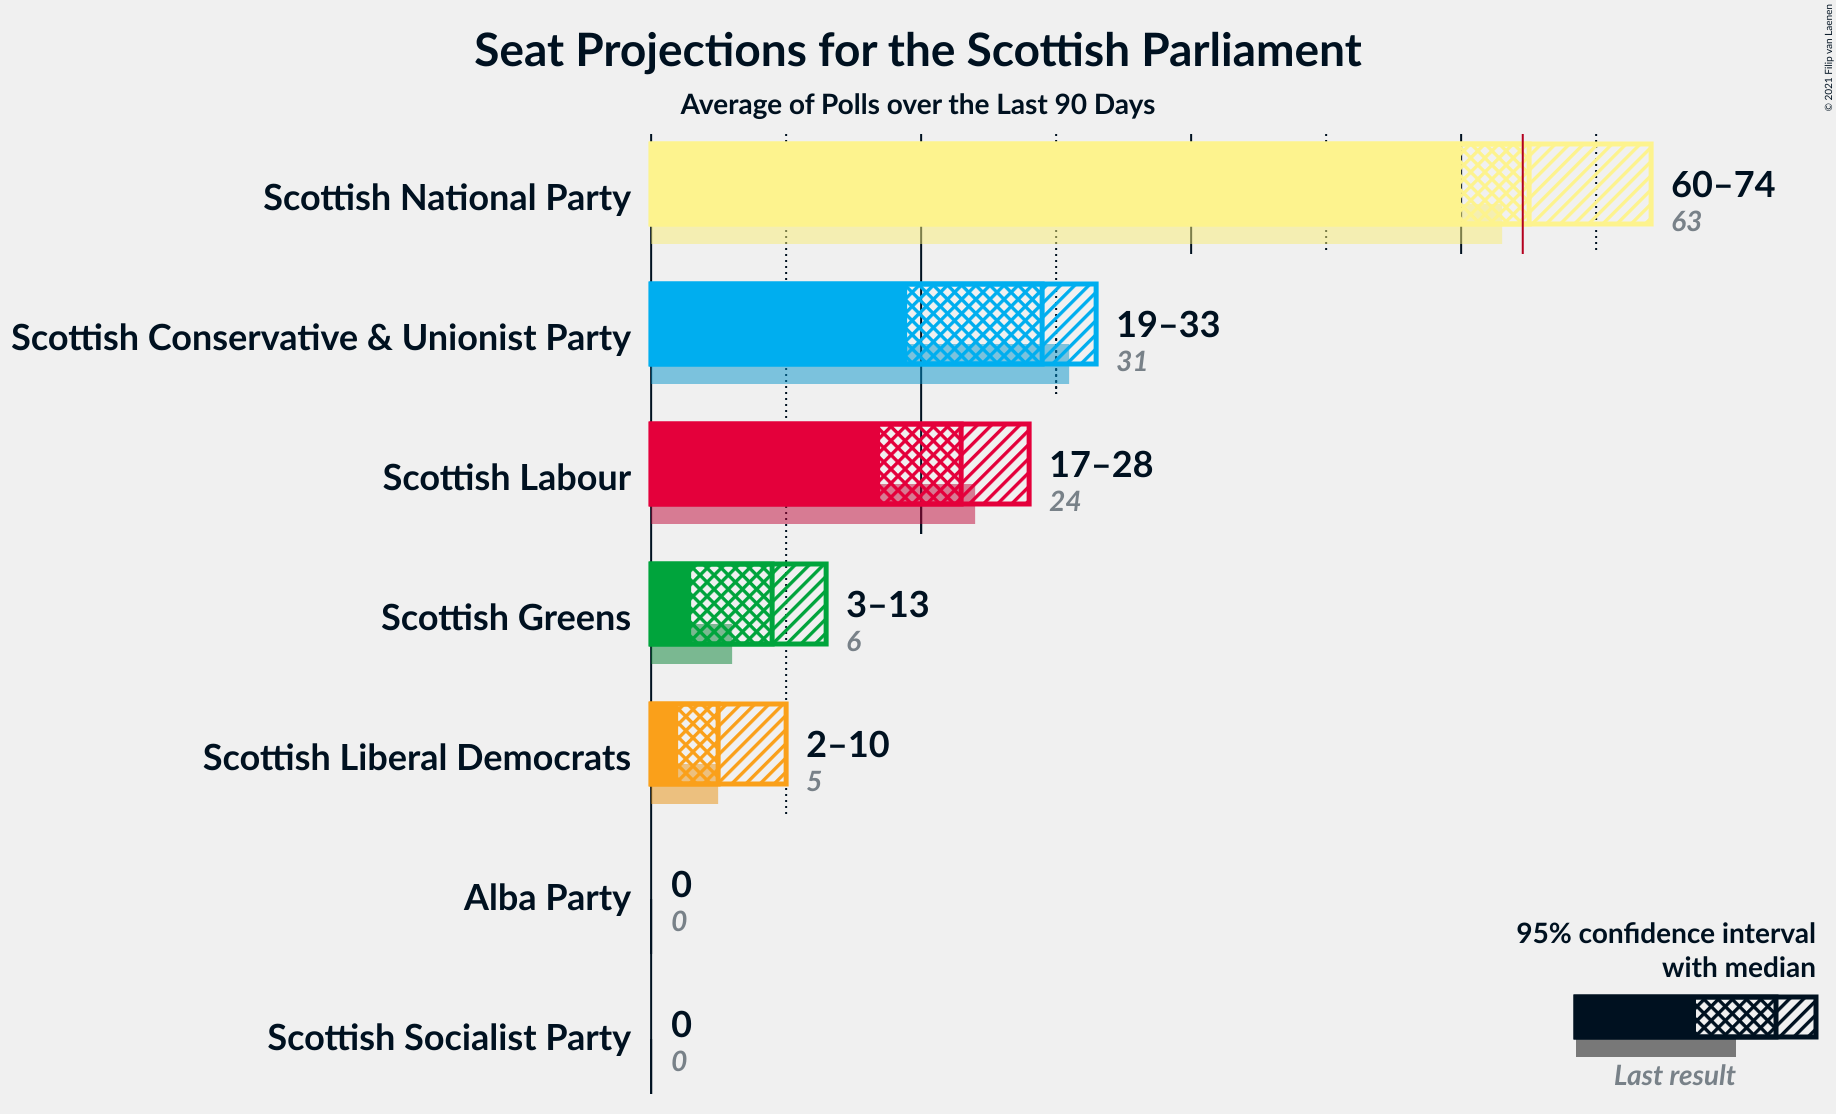 Seat Projections for the Scottish Parliament
Average of Polls over the Last 90 Days
© 2021 Filip van Laenen
Scottish National Party
60–74
63
Scottish Conservative & Unionist Party
19–33
31
Scottish Labour
17–28
24
Scottish Greens
3–13
6
Scottish Liberal Democrats
2–10
5
Alba Party
0
0
Scottish Socialist Party
0
0
95% confidence interval
with median
Last result